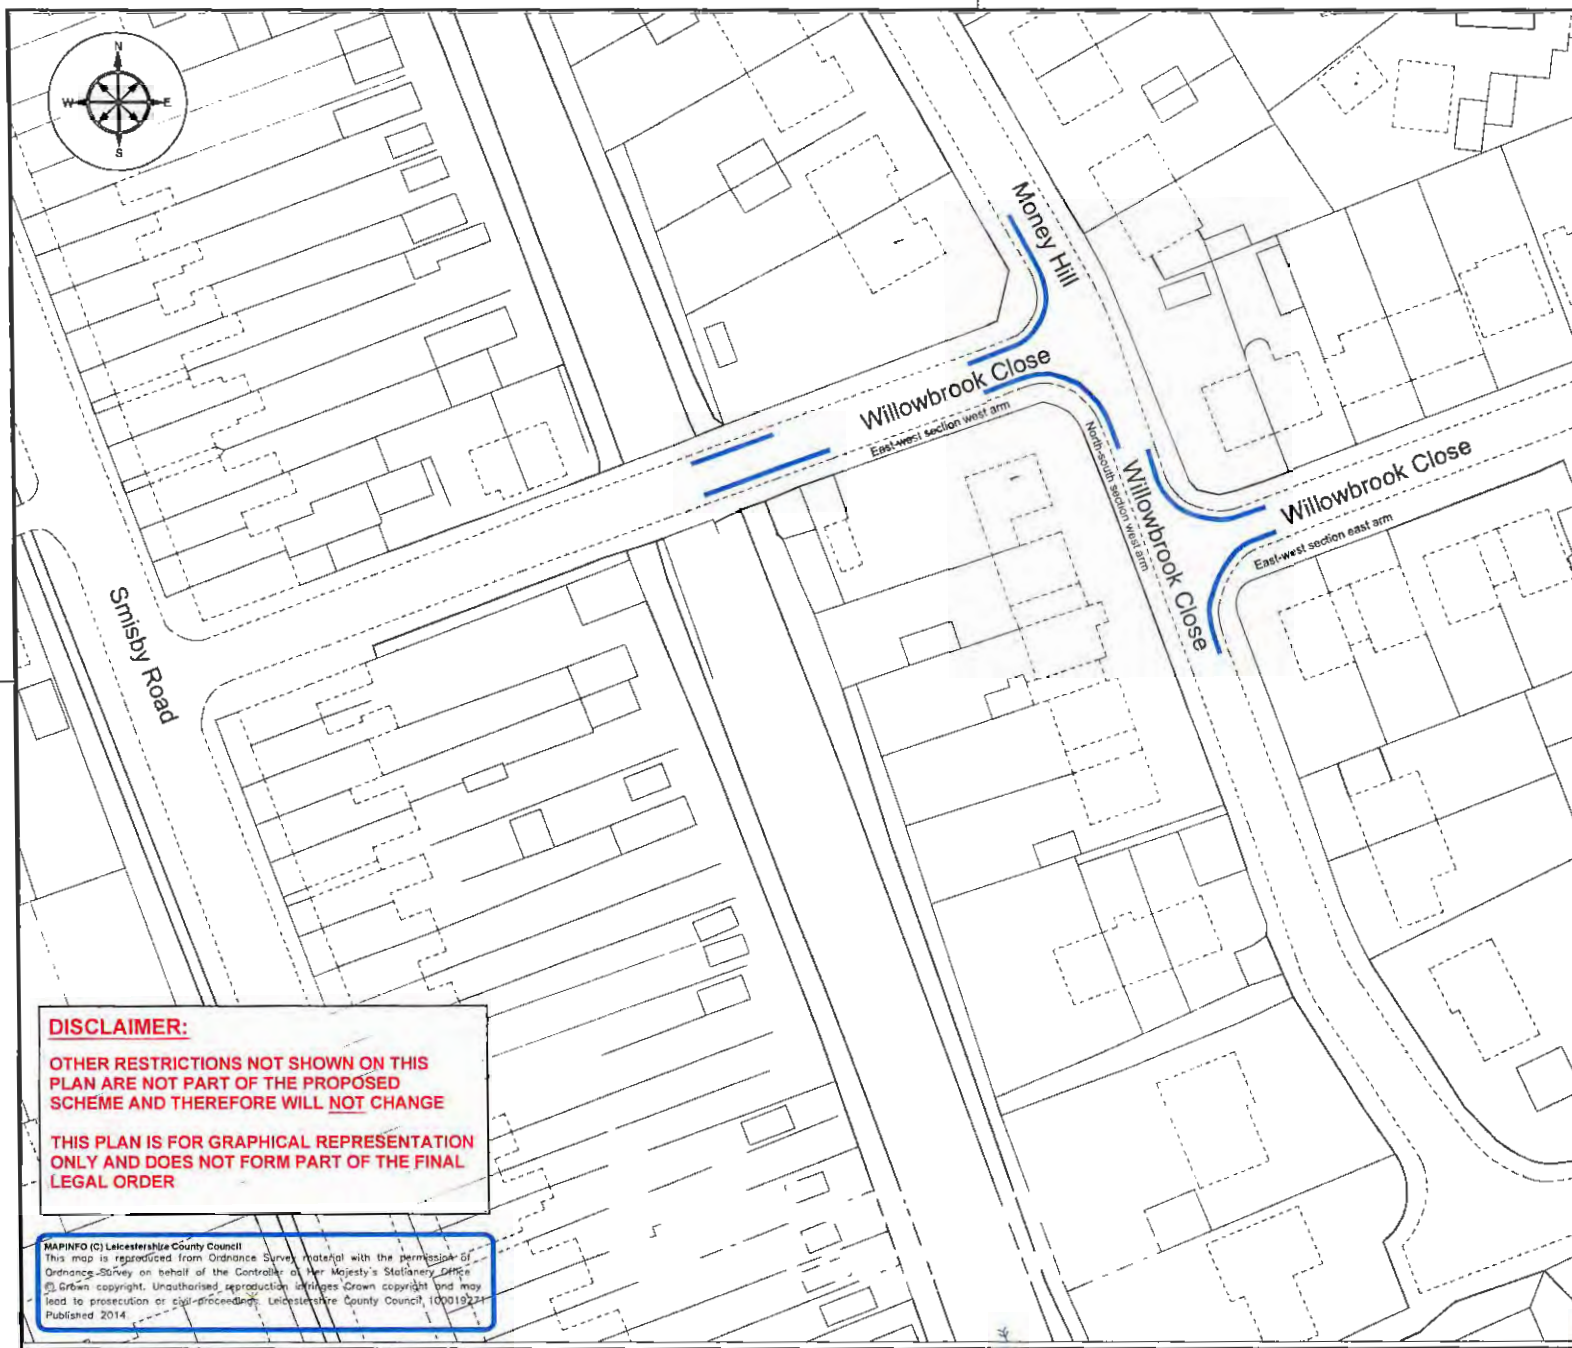 N
W
E
S
Money Hill
Willowbrook Close
East-west section west arm
North-south section west arm
Willowbrook Close
Willowbrook Close
East-west section east arm
Smisby Road
DISCLAIMER:
OTHER RESTRICTIONS NOT SHOWN ON THIS
PLAN ARE NOT PART OF THE PROPOSED
SCHEME AND THEREFORE WILL NOT CHANGE
THIS PLAN IS FOR GRAPHICAL REPRESENTATION
ONLY AND DOES NOT FORM PART OF THE FINAL
LEGAL ORDER
MAPINFO (C) Leicestershire County Council
This map is reproduced from Ordnance Survey material with the permission of
Ordnance Survey on behalf of the Controller of Her Majesty's Stationery Office
© Crown copyright. Unauthorised reproduction infringes Crown copyright and may
lead to prosecution or civil proceedings. Leicestershire County Council, 100019271
Published 2014